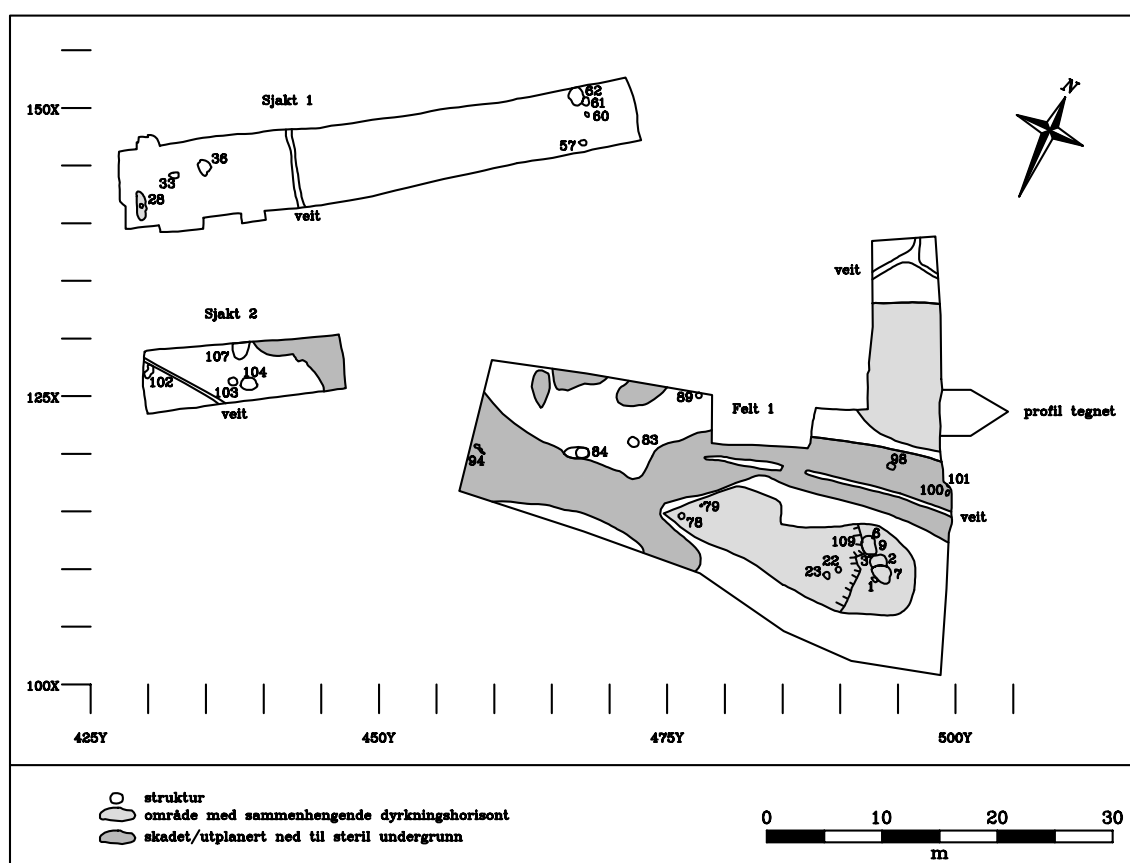 N
Sjakt 1
150X
62
61
60
57
36
33
28
veit
veit
Sjakt 2
107
104
102
103
veit
125X
89
Felt 1
profil tegnet
83
84
94
98
101
100
veit
79
78
6
109
9
3
2
22
23
7
1
100X
425Y 450Y 475Y 500Y
struktur
område med sammenhengende dyrkningshorisont
skadet/utplanert ned til steril undergrunn
0 10 20 30
m